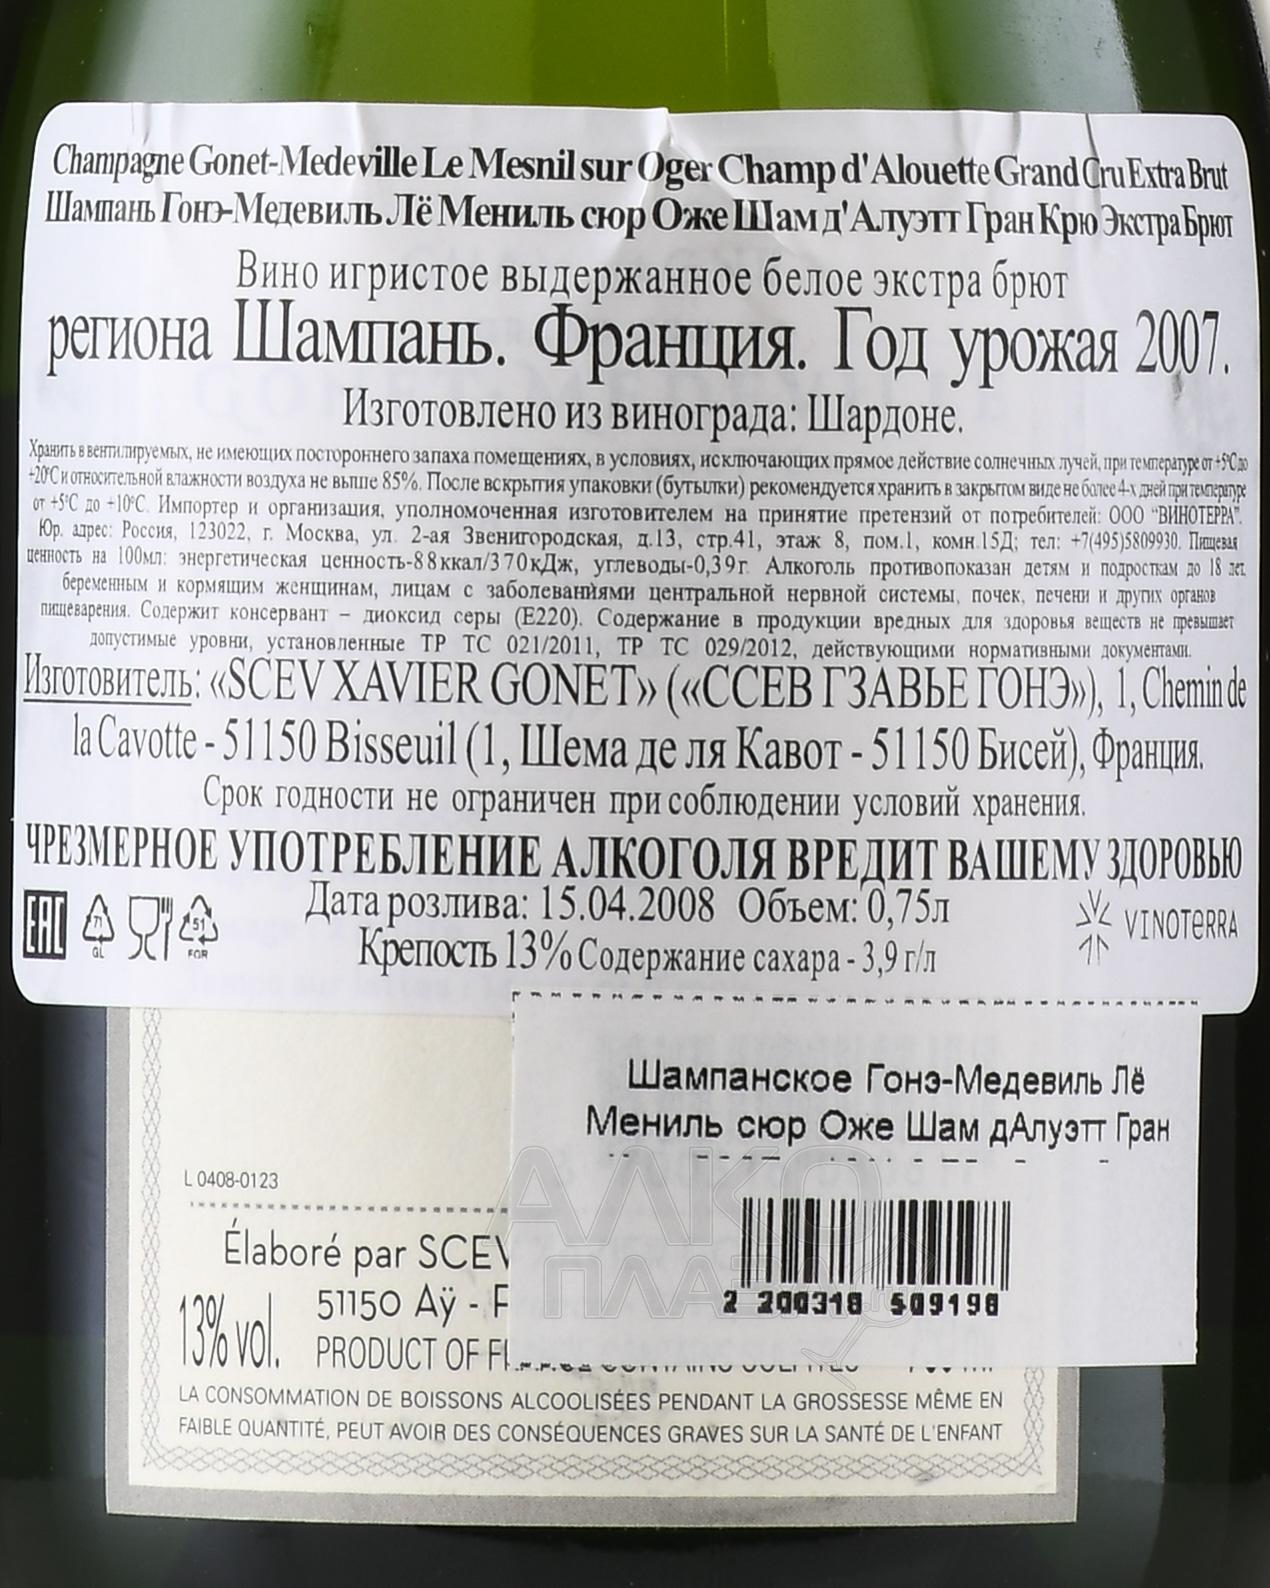 Champagne Gonet-Medeville Le Mesnil sur Oger Champ d'Alouette Grand Cru Extra Brut
Шампань Гонэ-Медевиль Лё Мениль сюр Оже Шам д'Алуэтт Гран Крю Экстра Брют
Вино игристое выдержанное белое экстра брют
региона Шампань. Франция. Год урожая 2007.
Изготовлено из винограда: Шардоне.
Хранить в вентилируемых, не имеющих постороннего запаха помещениях, в условиях, исключающих прямое действие солнечных лучей, при температуре от +5°С до
+20°С и относительной влажности воздуха не выше 85%. После вскрытия упаковки (бутылки) рекомендуется хранить в закрытом виде не более 4-х дней при температуре
от +5°С до +10°С. Импортер и организация, уполномоченная изготовителем на принятие претензий от потребителей: ООО "ВИНОТЕРРА".
Юр. адрес: Россия, 123022, г. Москва, ул. 2-ая Звенигородская, д.13, стр.41, этаж 8, пом.1, комн.15Д; тел: +7(495)5809930. Пищевая
ценность на 100мл: энергетическая ценность-88ккал/370кДж, углеводы-0,39г. Алкоголь противопоказан детям и подросткам до 18 лет,
беременным и кормящим женщинам, лицам с заболеваниями центральной нервной системы, почек, печени и других органов
пищеварения. Содержит консервант – диоксид серы (Е220). Содержание в продукции вредных для здоровья веществ не превышает
допустимые уровни, установленные ТР ТС 021/2011, ТР ТС 029/2012, действующими нормативными документами.
Изготовитель: «SCEV XAVIER GONET» («ССЕВ ГЗАВЬЕ ГОНЭ»), 1, Chemin de
la Cavotte - 51150 Bisseuil (1, Шема де ля Кавот - 51150 Бисей), Франция.
Срок годности не ограничен при соблюдении условий хранения.
ЧРЕЗМЕРНОЕ УПОТРЕБЛЕНИЕ АЛКОГОЛЯ ВРЕДИТ ВАШЕМУ ЗДОРОВЬЮ
Дата розлива: 15.04.2008 Объем: 0,75л
Крепость 13% Содержание сахара - 3,9 г/л
EAC
71
GL
51
FOR
VINOTERRA
Шампанское Гонэ-Медевиль Лё
Мениль сюр Оже Шам дАлуэтт Гран
2 200318 509198
АЛКО
ПЛАЗА
L 0408-0123
Élaboré par SCEV
51150 Aÿ - F
13% vol.
PRODUCT OF
LA CONSOMMATION DE BOISSONS ALCOOLISÉES PENDANT LA GROSSESSE MÊME EN
FAIBLE QUANTITÉ, PEUT AVOIR DES CONSÉQUENCES GRAVES SUR LA SANTÉ DE L'ENFANT